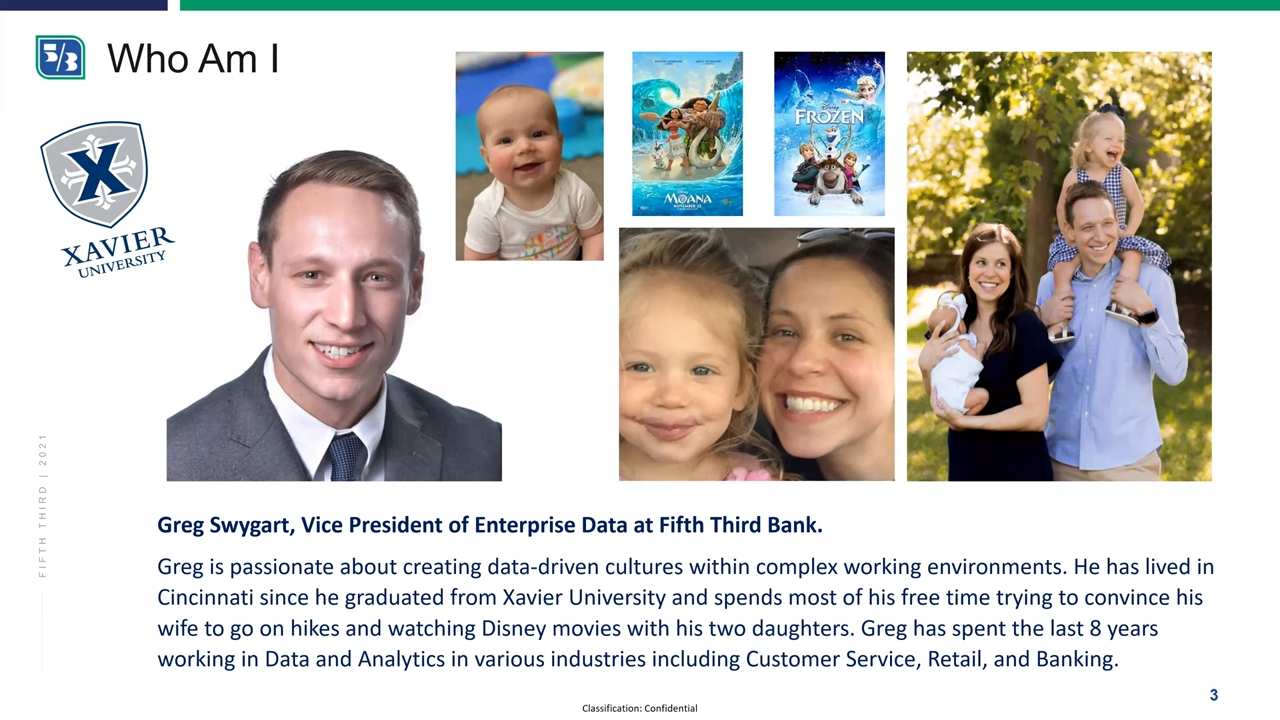 5/3
Who Am I
X
XAVIER
UNIVERSITY
MOANA
Disney
FROZEN
FIFTH THIRD | 2021
Greg Swygart, Vice President of Enterprise Data at Fifth Third Bank.
Greg is passionate about creating data-driven cultures within complex working environments. He has lived in
Cincinnati since he graduated from Xavier University and spends most of his free time trying to convince his
wife to go on hikes and watching Disney movies with his two daughters. Greg has spent the last 8 years
working in Data and Analytics in various industries including Customer Service, Retail, and Banking.
Classification: Confidential
3